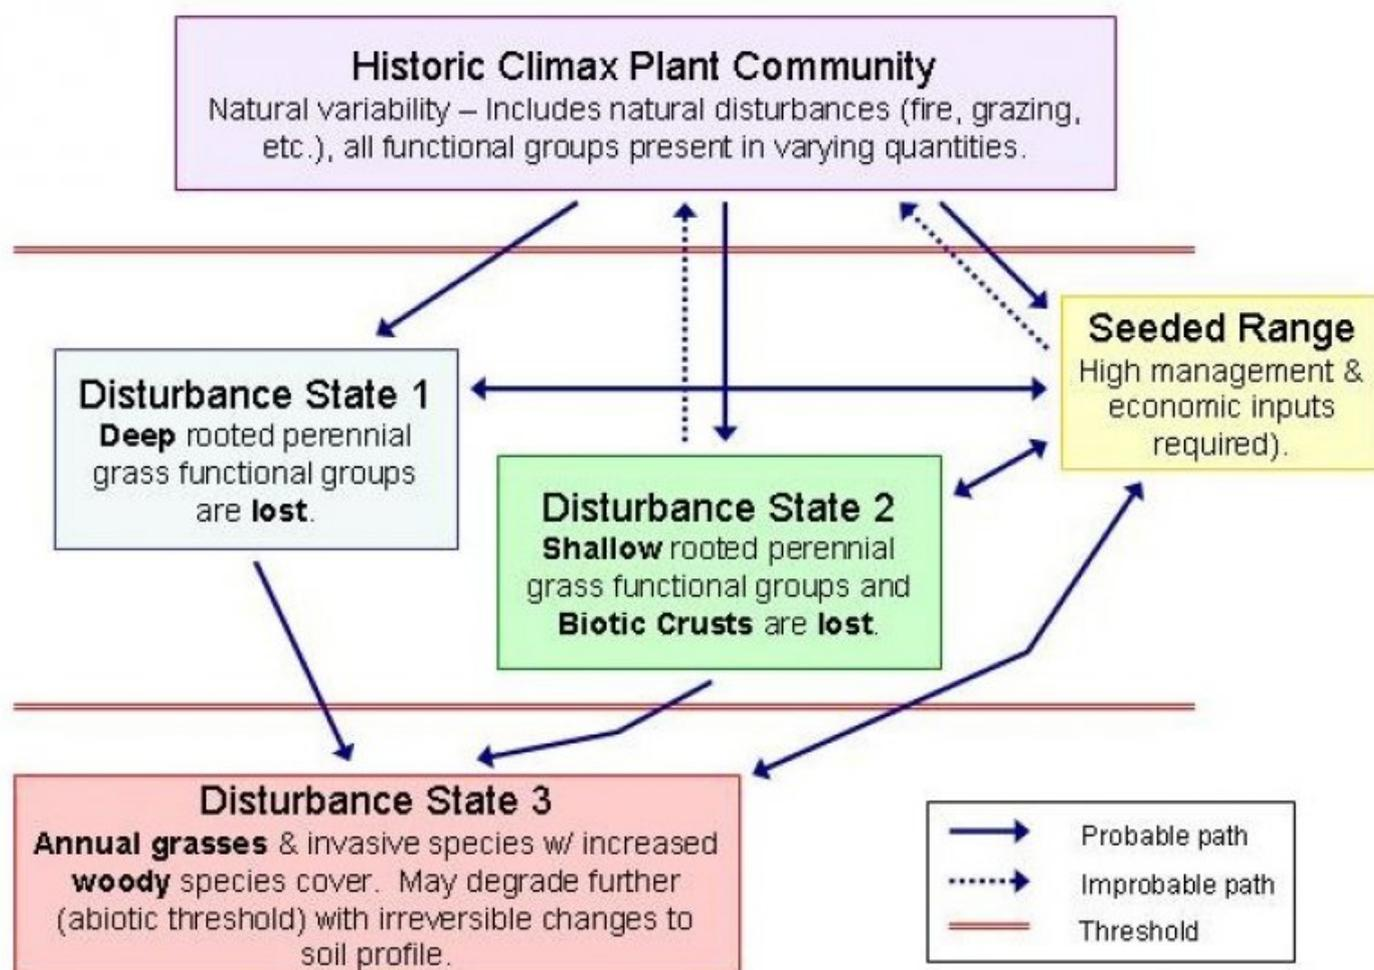 Historic Climax Plant Community
Natural variability – Includes natural disturbances (fire, grazing,
etc.), all functional groups present in varying quantities.
Seeded Range
High management &
economic inputs
required).
Disturbance State 1
Deep rooted perennial
grass functional groups
are lost.
Disturbance State 2
Shallow rooted perennial
grass functional groups and
Biotic Crusts are lost.
Disturbance State 3
Annual grasses & invasive species w/ increased
woody species cover.  May degrade further
(abiotic threshold) with irreversible changes to
soil profile.
Probable path
Improbable path
Threshold